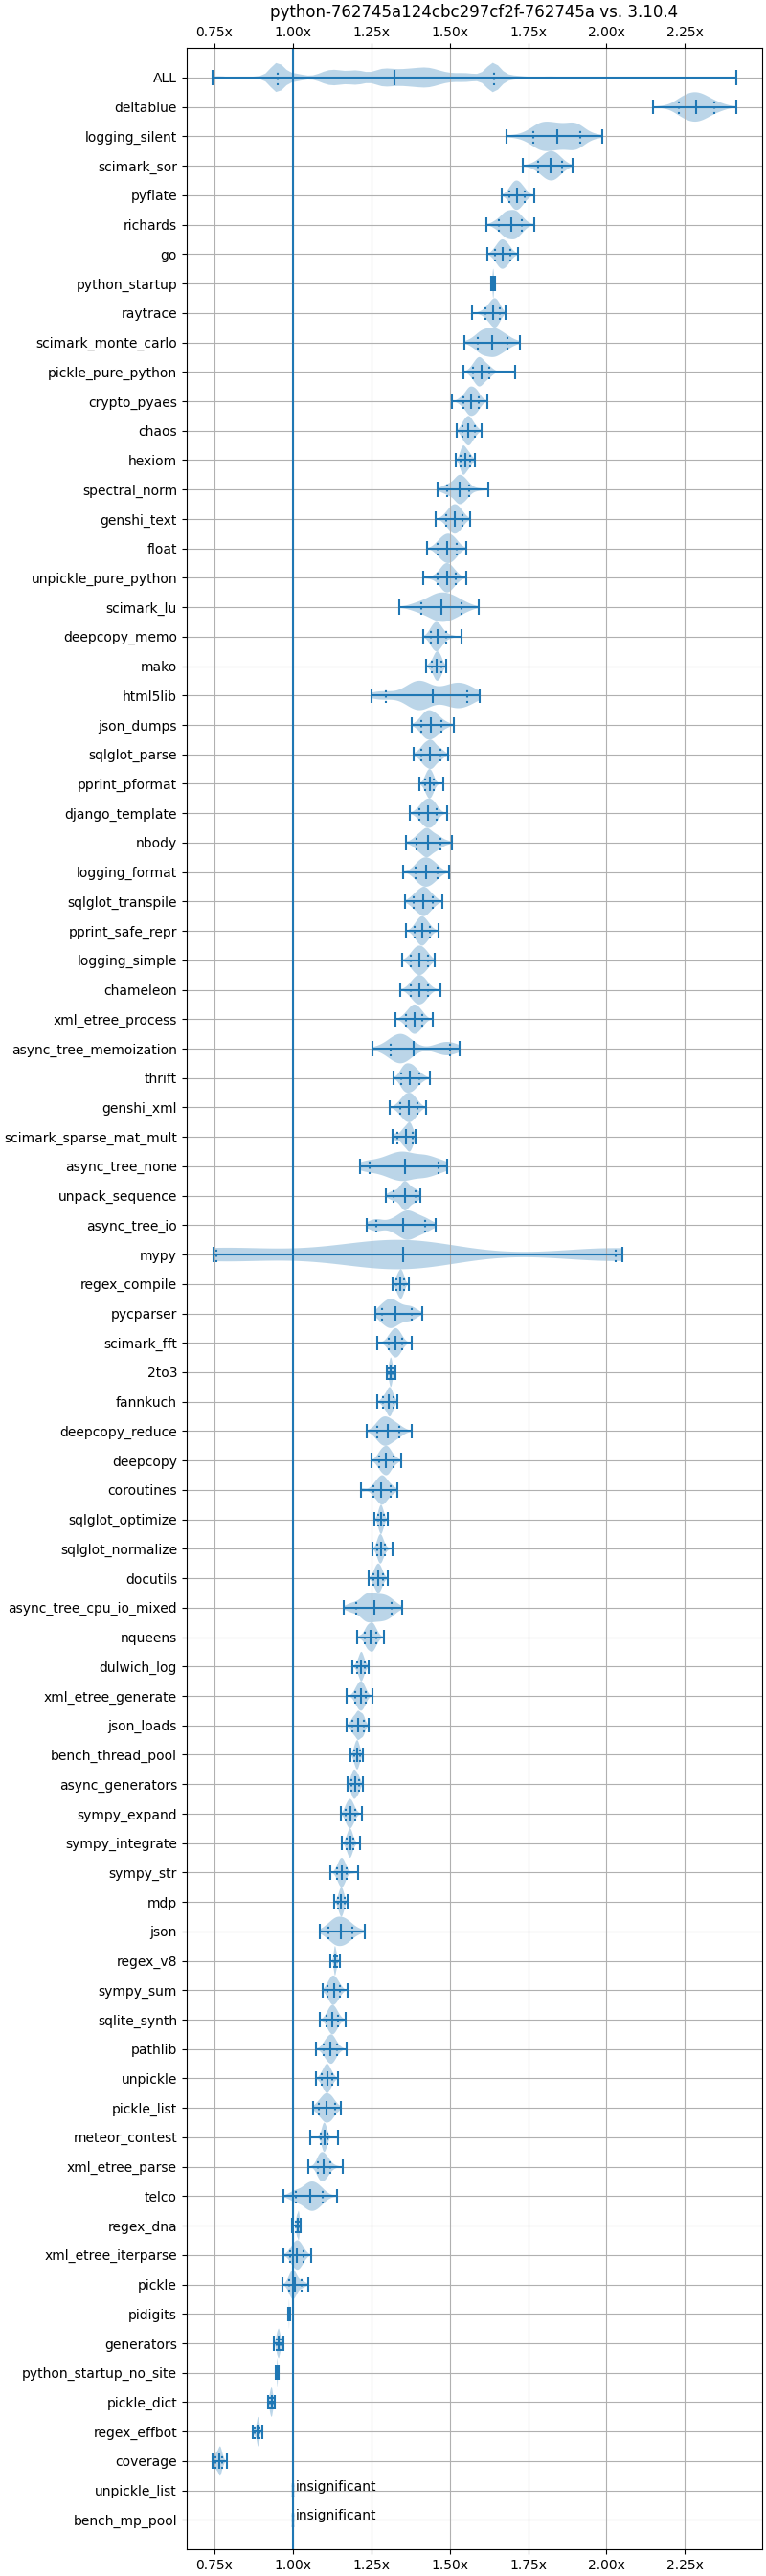 python-762745a124cbc297cf2f-762745a vs. 3.10.4
0.75x 1.00x 1.25x 1.50x 1.75x 2.00x 2.25x
ALL
deltablue
logging_silent
scimark_sor
pyflate
richards
go
python_startup
raytrace
scimark_monte_carlo
pickle_pure_python
crypto_pyaes
chaos
hexiom
spectral_norm
genshi_text
float
unpickle_pure_python
scimark_lu
deepcopy_memo
mako
html5lib
json_dumps
sqlglot_parse
pprint_pformat
django_template
nbody
logging_format
sqlglot_transpile
pprint_safe_repr
logging_simple
chameleon
xml_etree_process
async_tree_memoization
thrift
genshi_xml
scimark_sparse_mat_mult
async_tree_none
unpack_sequence
async_tree_io
mypy
regex_compile
pycparser
scimark_fft
2to3
fannkuch
deepcopy_reduce
deepcopy
coroutines
sqlglot_optimize
sqlglot_normalize
docutils
async_tree_cpu_io_mixed
nqueens
dulwich_log
xml_etree_generate
json_loads
bench_thread_pool
async_generators
sympy_expand
sympy_integrate
sympy_str
mdp
json
regex_v8
sympy_sum
sqlite_synth
pathlib
unpickle
pickle_list
meteor_contest
xml_etree_parse
telco
regex_dna
xml_etree_iterparse
pickle
pidigits
generators
python_startup_no_site
pickle_dict
regex_effbot
coverage
unpickle_list insignificant
bench_mp_pool insignificant
0.75x 1.00x 1.25x 1.50x 1.75x 2.00x 2.25x